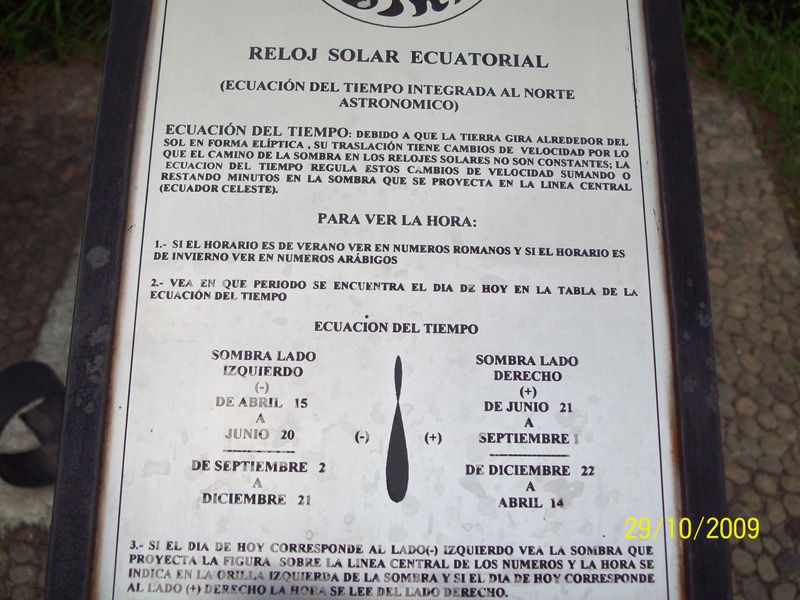 RELOJ SOLAR ECUATORIAL
(ECUACIÓN DEL TIEMPO INTEGRADA AL NORTE
ASTRONOMICO)
ECUACIÓN DEL TIEMPO: DEBIDO A QUE LA TIERRA GIRA ALREDEDOR DEL
SOL EN FORMA ELÍPTICA , SU TRASLACIÓN TIENE CAMBIOS DE VELOCIDAD POR LO
QUE EL CAMINO DE LA SOMBRA EN LOS RELOJES SOLARES NO SON CONSTANTES; LA
ECUACION DEL TIEMPO REGULA ESTOS CAMBIOS DE VELOCIDAD SUMANDO O
RESTANDO MINUTOS EN LA SOMBRA QUE SE PROYECTA EN LA LINEA CENTRAL
(ECUADOR CELESTE).
PARA VER LA HORA:
1.- SI EL HORARIO ES DE VERANO VER EN NUMEROS ROMANOS Y SI EL HORARIO ES
DE INVIERNO VER EN NUMEROS ARÁBIGOS
2.- VEA EN QUE PERIODO SE ENCUENTRA EL DIA DE HOY EN LA TABLA DE LA
ECUACIÓN DEL TIEMPO
ECUACIÓN DEL TIEMPO
SOMBRA LADO
IZQUIERDO
(-)
DE ABRIL 15
A
JUNIO 20
DE SEPTIEMBRE 2
A
DICIEMBRE 21
(-)
(+)
SOMBRA LADO
DERECHO
(+)
DE JUNIO 21
A
SEPTIEMBRE 1
DE DICIEMBRE 22
A
ABRIL 14
3.- SI EL DIA DE HOY CORRESPONDE AL LADO(-) IZQUIERDO VEA LA SOMBRA QUE
PROYECTA LA FIGURA SOBRE LA LINEA CENTRAL DE LOS NUMEROS Y LA HORA SE
INDICA EN LA ORILLA IZQUIERDA DE LA SOMBRA Y SI EL DIA DE HOY CORRESPONDE
AL LADO (+) DERECHO LA HORA SE LEE DEL LADO DERECHO.
29/10/2009